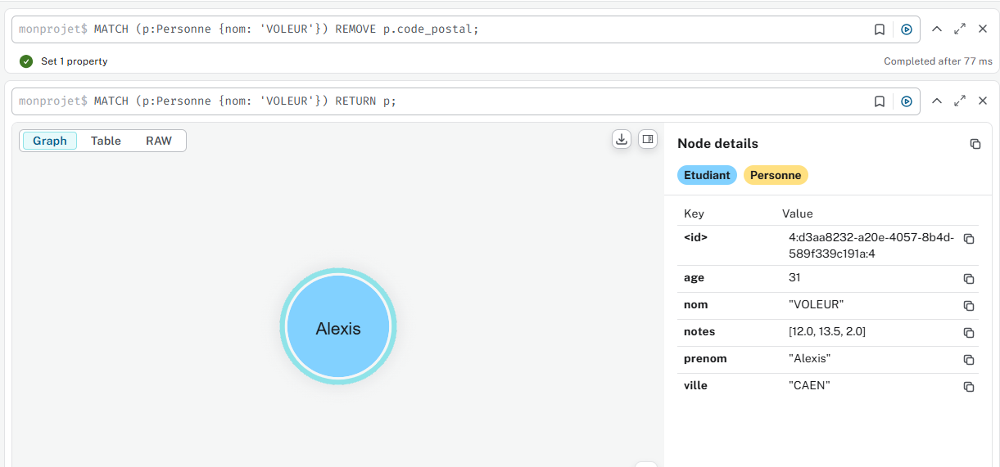 monprojet$ MATCH (p:Personne {nom: 'VOLEUR'}) REMOVE p.code_postal;
Set 1 property
Completed after 77 ms
monprojet$ MATCH (p:Personne {nom: 'VOLEUR'}) RETURN p;
Graph Table RAW
Alexis
Node details
Etudiant Personne
Key Value
<id> 4:d3aa8232-a20e-4057-8b4d-
589f339c191a:4
age 31
nom "VOLEUR"
notes [12.0, 13.5, 2.0]
prenom "Alexis"
ville "CAEN"